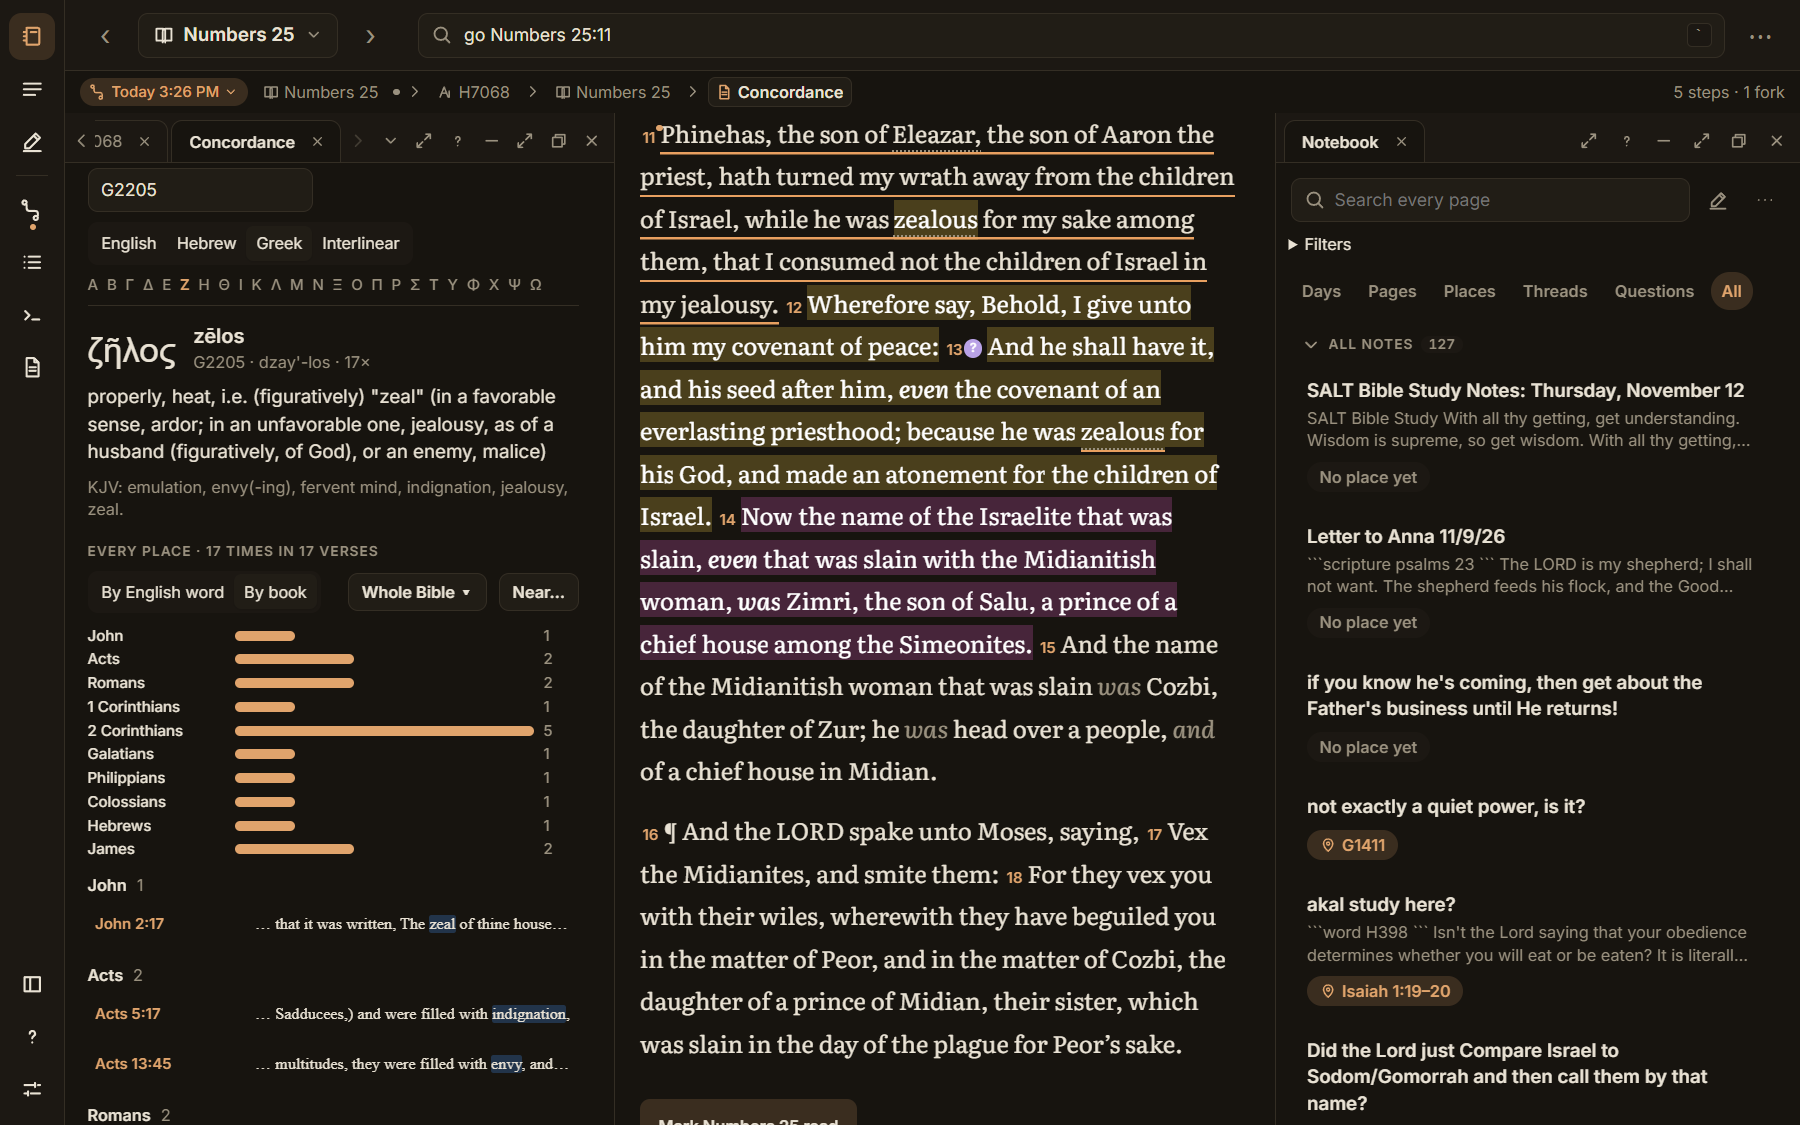 Numbers 25
go Numbers 25:11
`
Today 3:26 PM
Numbers 25
H7068
Numbers 25
Concordance
5 steps · 1 fork
068
Concordance
?
G2205
English Hebrew Greek Interlinear
Α Β Γ Δ Ε Ζ Η Θ Ι Κ Λ Μ Ν Ξ Ο Π Ρ Σ Τ Υ Φ Χ Ψ Ω
ζῆλος
zēlos
G2205 · dzay'-los · 17×
properly, heat, i.e. (figuratively) "zeal" (in a favorable
sense, ardor; in an unfavorable one, jealousy, as of a
husband (figuratively, of God), or an enemy, malice)
KJV: emulation, envy(-ing), fervent mind, indignation, jealousy,
zeal.
EVERY PLACE · 17 TIMES IN 17 VERSES
By English word By book Whole Bible Near...
John 1
Acts 2
Romans 2
1 Corinthians 1
2 Corinthians 5
Galatians 1
Philippians 1
Colossians 1
Hebrews 1
James 2
John 1
John 2:17 … that it was written, The zeal of thine house…
Acts 2
Acts 5:17 … Sadducees,) and were filled with indignation,
Acts 13:45 … multitudes, they were filled with envy, and…
Romans 2
11 Phinehas, the son of Eleazar, the son of Aaron the
priest, hath turned my wrath away from the children
of Israel, while he was zealous for my sake among
them, that I consumed not the children of Israel in
my jealousy. 12 Wherefore say, Behold, I give unto
him my covenant of peace: 13 ? And he shall have it,
and his seed after him, even the covenant of an
everlasting priesthood; because he was zealous for
his God, and made an atonement for the children of
Israel. 14 Now the name of the Israelite that was
slain, even that was slain with the Midianitish
woman, was Zimri, the son of Salu, a prince of a
chief house among the Simeonites. 15 And the name
of the Midianitish woman that was slain was Cozbi,
the daughter of Zur; he was head over a people, and
of a chief house in Midian.
16 ¶ And the LORD spake unto Moses, saying, 17 Vex
the Midianites, and smite them: 18 For they vex you
with their wiles, wherewith they have beguiled you
in the matter of Peor, and in the matter of Cozbi, the
daughter of a prince of Midian, their sister, which
was slain in the day of the plague for Peor’s sake.
Mark Numbers 25 read
Notebook
?
Search every page
Filters
Days Pages Places Threads Questions All
ALL NOTES 127
SALT Bible Study Notes: Thursday, November 12
SALT Bible Study With all thy getting, get understanding.
Wisdom is supreme, so get wisdom. With all thy getting,...
No place yet
Letter to Anna 11/9/26
```scripture psalms 23 ``` The LORD is my shepherd; I shall
not want. The shepherd feeds his flock, and the Good...
No place yet
if you know he's coming, then get about the
Father's business until He returns!
No place yet
not exactly a quiet power, is it?
G1411
akal study here?
```word H398 ``` Isn't the Lord saying that your obedience
determines whether you will eat or be eaten? It is literall...
Isaiah 1:19–20
Did the Lord just Compare Israel to
Sodom/Gomorrah and then call them by that
name?
?